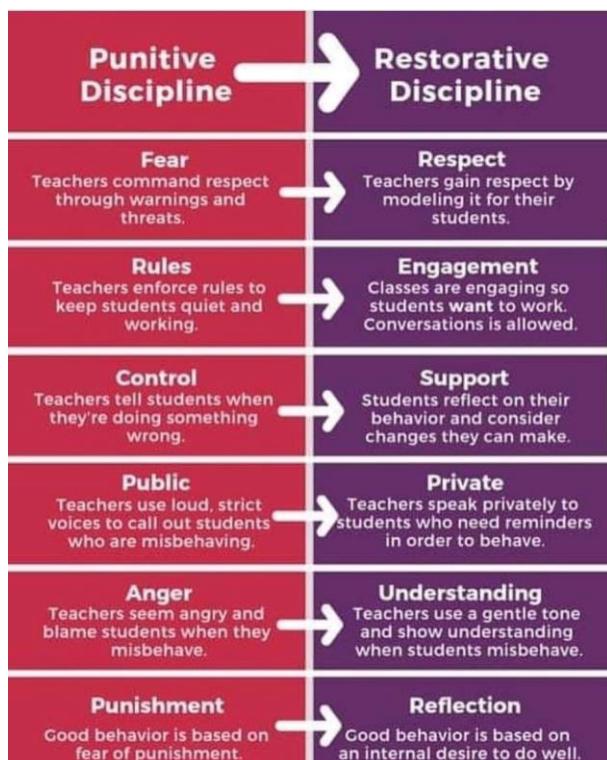 Punitive
Discipline
Restorative
Discipline
Fear
Teachers command respect
through warnings and
threats.
Respect
Teachers gain respect by
modeling it for their
students.
Rules
Teachers enforce rules to
keep students quiet and
working.
Engagement
Classes are engaging so
students want to work.
Conversations is allowed.
Control
Teachers tell students when
they're doing something
wrong.
Support
Students reflect on their
behavior and consider
changes they can make.
Public
Teachers use loud, strict
voices to call out students
who are misbehaving.
Private
Teachers speak privately to
students who need reminders
in order to behave.
Anger
Teachers seem angry and
blame students when they
misbehave.
Understanding
Teachers use a gentle tone
and show understanding
when students misbehave.
Punishment
Good behavior is based on
fear of punishment.
Reflection
Good behavior is based on
an internal desire to do well.